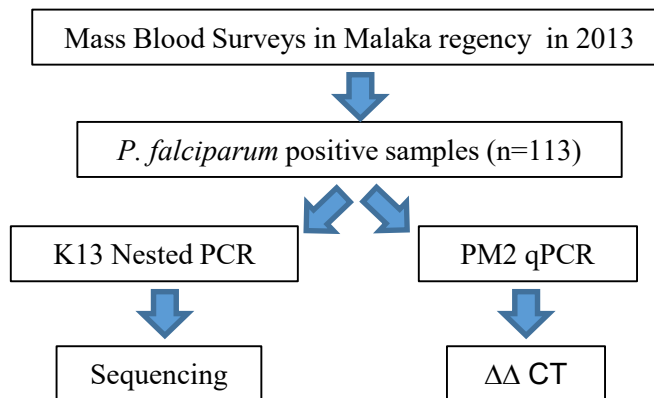 Mass Blood Surveys in Malaka regency in 2013
P. falciparum positive samples (n=113)
K13 Nested PCR
PM2 qPCR
Sequencing
ΔΔ CT